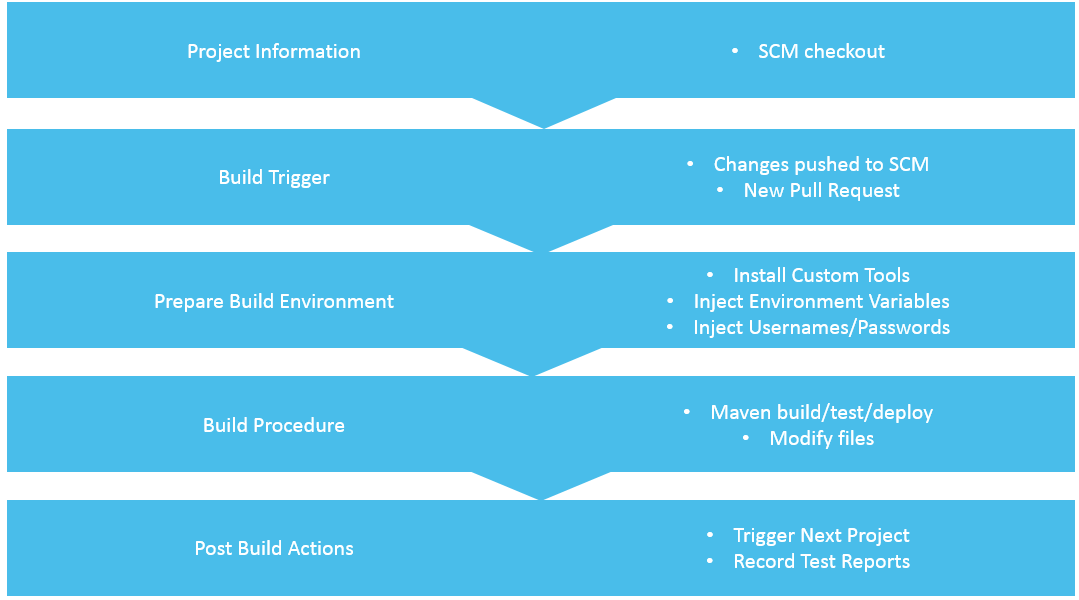 Project Information
• SCM checkout
Build Trigger
• Changes pushed to SCM
• New Pull Request
Prepare Build Environment
• Install Custom Tools
• Inject Environment Variables
• Inject Usernames/Passwords
Build Procedure
• Maven build/test/deploy
• Modify files
Post Build Actions
• Trigger Next Project
• Record Test Reports